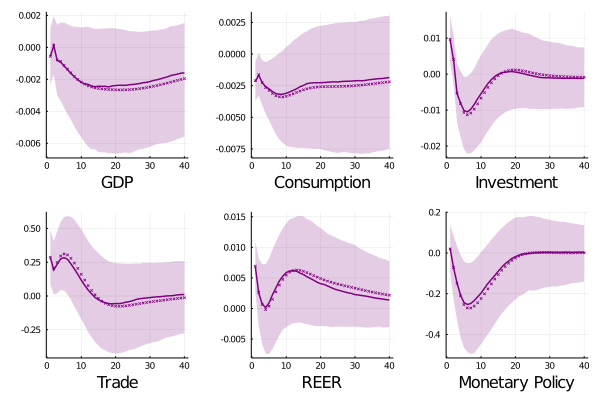 0.002
0.000
-0.002
-0.004
-0.006
0 10 20 30 40
GDP
0.0025
0.0000
-0.0025
-0.0050
-0.0075
0 10 20 30 40
Consumption
0.01
0.00
-0.01
-0.02
0 10 20 30 40
Investment
0.50
0.25
0.00
-0.25
0 10 20 30 40
Trade
0.015
0.010
0.005
0.000
-0.005
0 10 20 30 40
REER
0.2
0.0
-0.2
-0.4
0 10 20 30 40
Monetary Policy